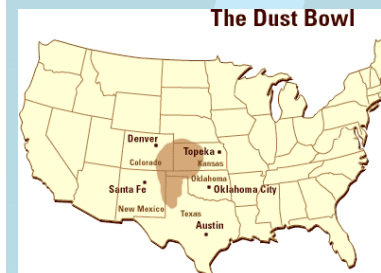 The Dust Bowl
Denver
Topeka
Colorado
Kansas
Oklahoma
Santa Fe
Oklahoma City
New Mexico
Texas
Austin